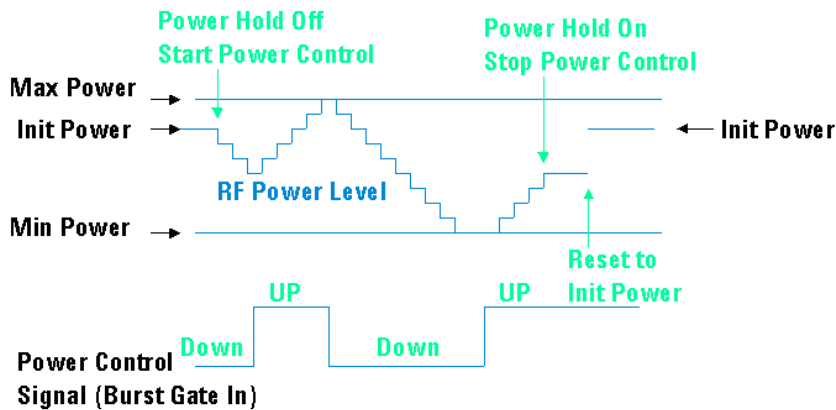 Power Hold Off
Start Power Control
Power Hold On
Stop Power Control
Max Power
Init Power
Init Power
RF Power Level
Min Power
Reset to
Init Power
UP
UP
Down
Down
Power Control
Signal (Burst Gate In)